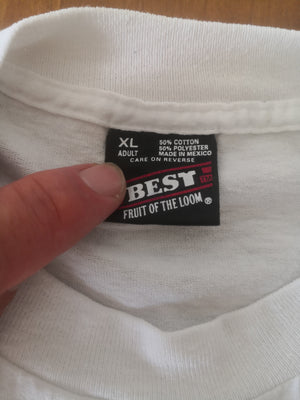 XL
ADULT
50% COTTON
50% POLYESTER
MADE IN MEXICO
CARE ON REVERSE
BEST
FRUIT OF THE LOOM ®